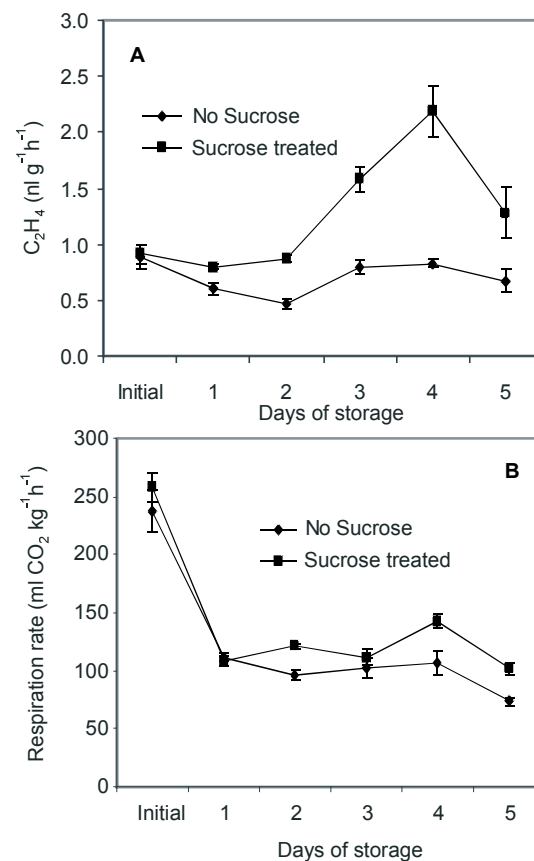 3.0
A
2.5
No Sucrose
Sucrose treated
2.0
1.5
1.0
0.5
0.0
C₂H₄ (nl g⁻¹h⁻¹)
Initial 1 2 3 4 5
Days of storage
300
B
250
No Sucrose
Sucrose treated
200
150
100
50
0
Respiration rate (ml CO₂ kg⁻¹h⁻¹)
Initial 1 2 3 4 5
Days of storage